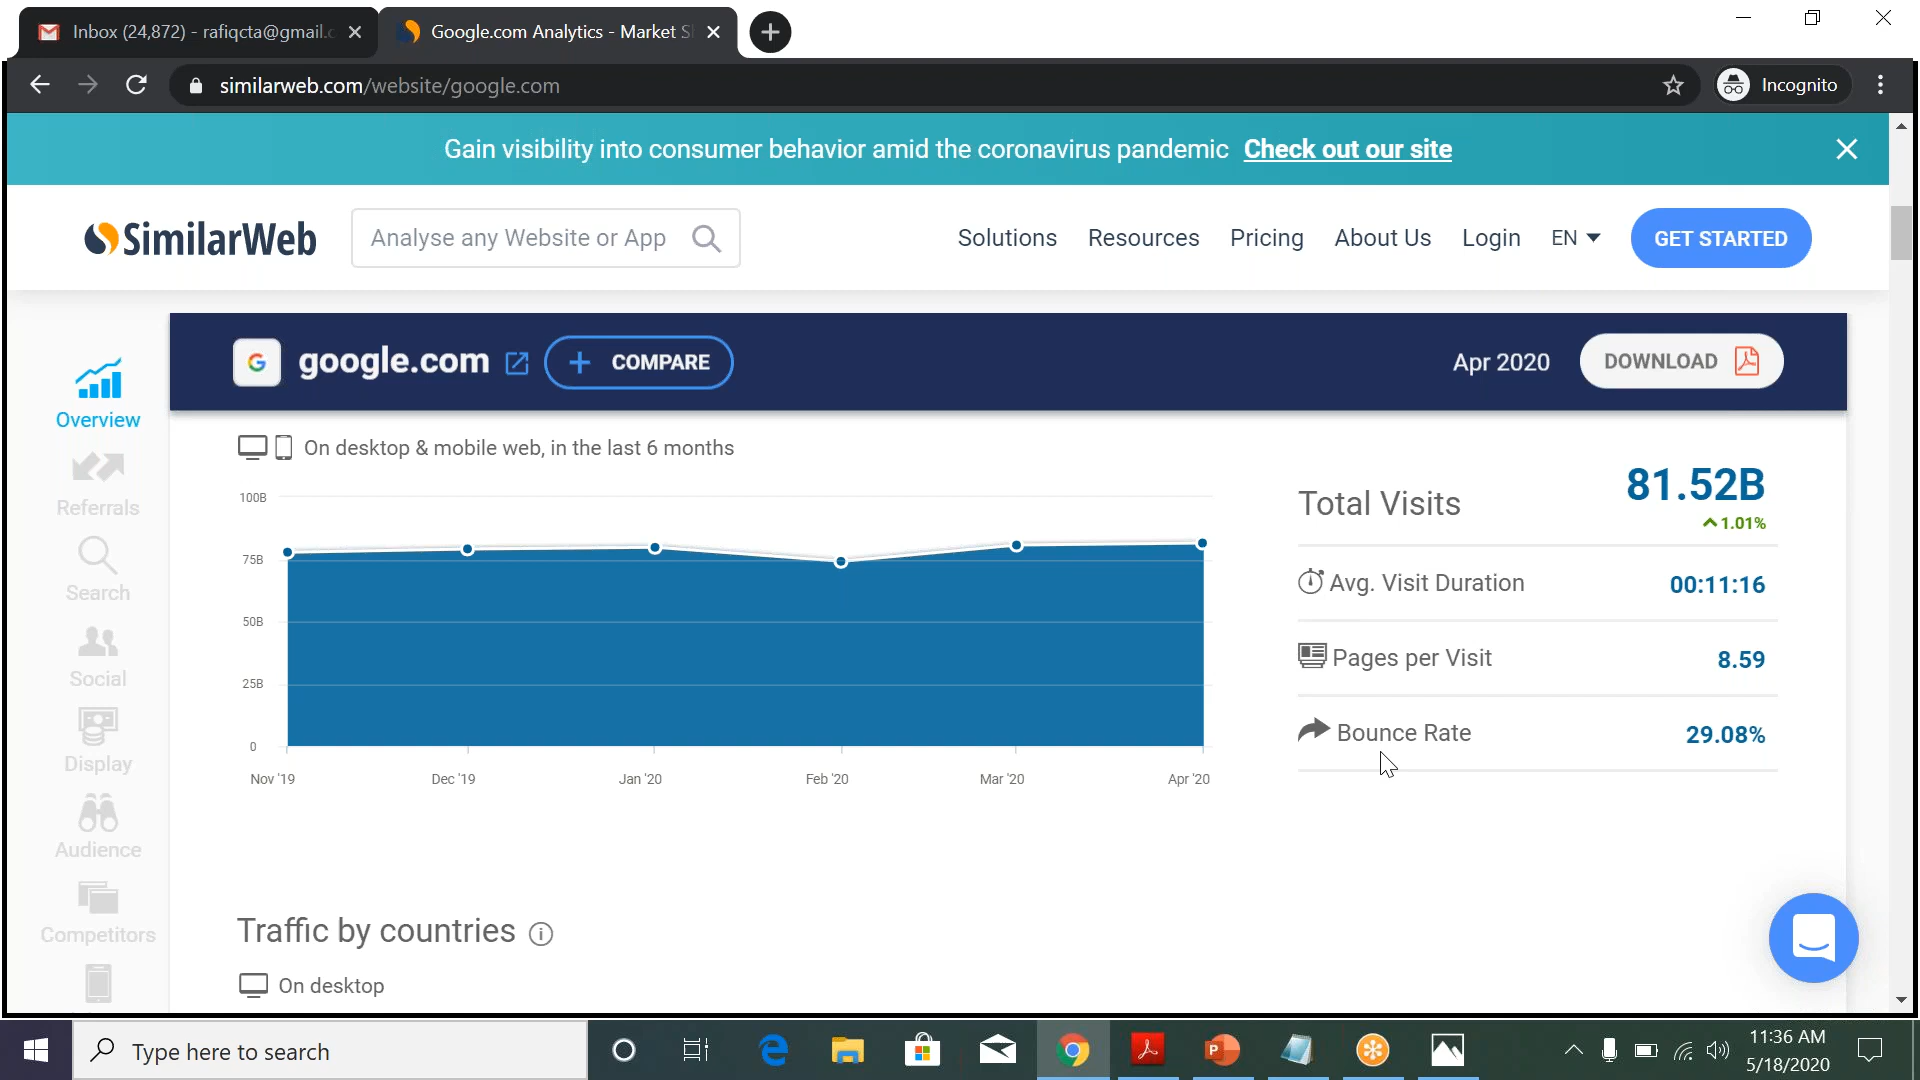 Inbox (24,872) - rafiqcta@gmail.c
Google.com Analytics - Market S
similarweb.com/website/google.com
Incognito
Gain visibility into consumer behavior amid the coronavirus pandemic Check out our site
SimilarWeb
Analyse any Website or App
Solutions
Resources
Pricing
About Us
Login
EN
GET STARTED
google.com
COMPARE
Apr 2020
DOWNLOAD
Overview
Referrals
Search
Social
Display
Audience
Competitors
On desktop & mobile web, in the last 6 months
100B
75B
50B
25B
0
Nov '19
Dec '19
Jan '20
Feb '20
Mar '20
Apr '20
Total Visits
81.52B
1.01%
Avg. Visit Duration
00:11:16
Pages per Visit
8.59
Bounce Rate
29.08%
Traffic by countries
On desktop
Type here to search
11:36 AM
5/18/2020